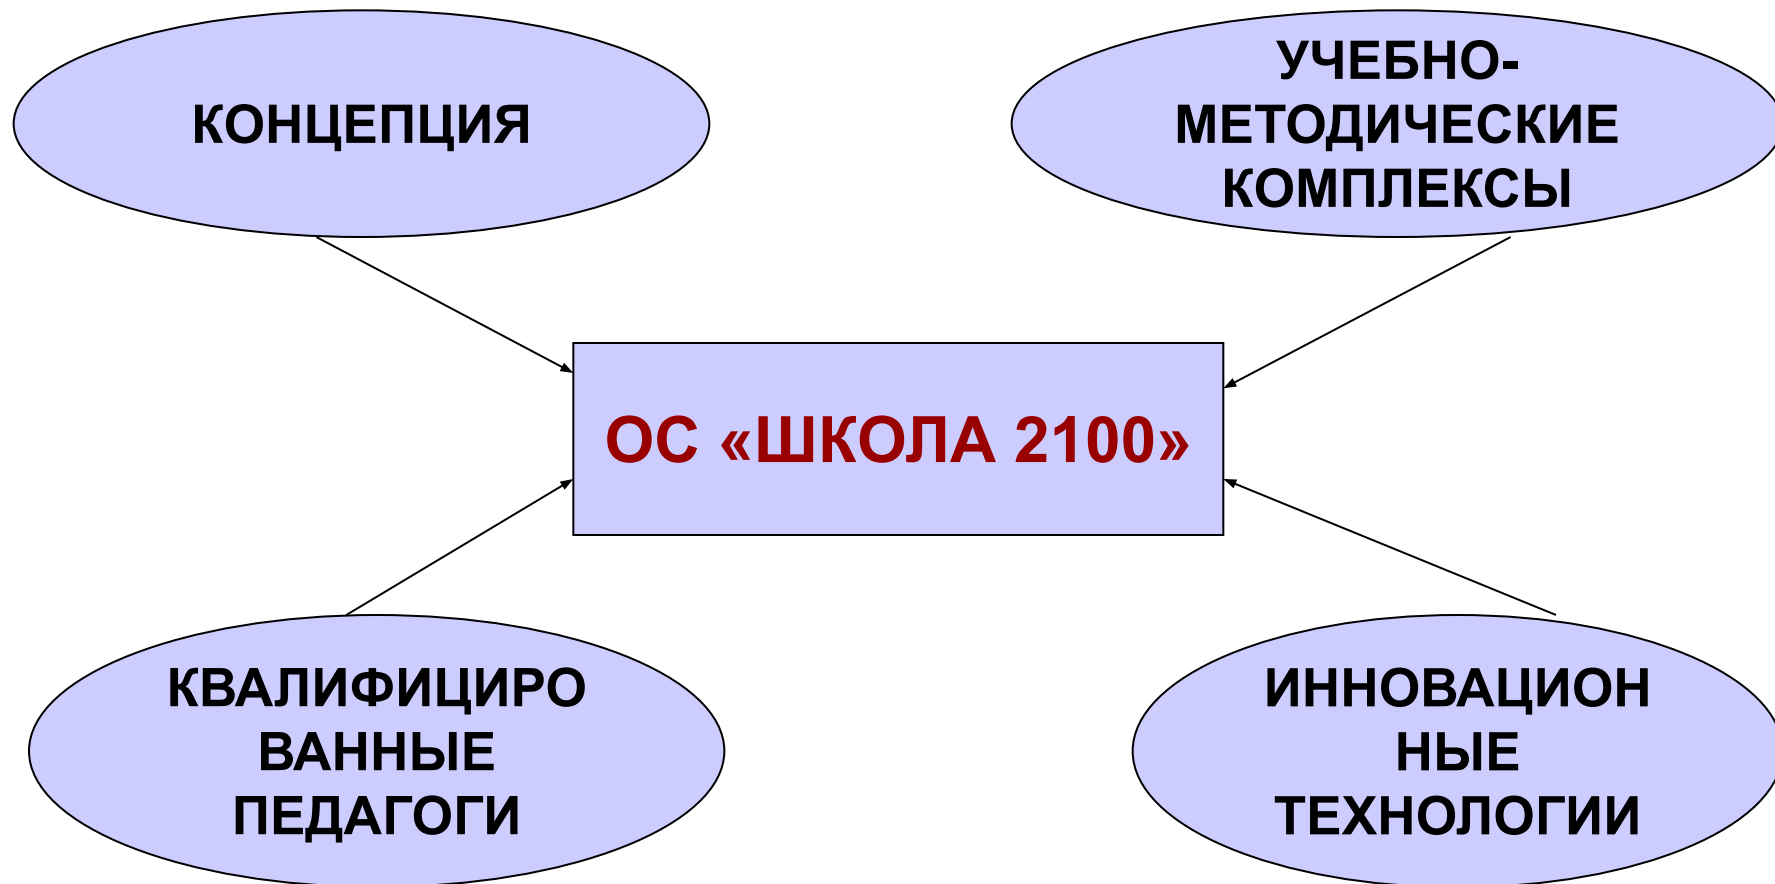 КОНЦЕПЦИЯ
УЧЕБНО-
МЕТОДИЧЕСКИЕ
КОМПЛЕКСЫ
ОС «ШКОЛА 2100»
КВАЛИФИЦИРО
ВАННЫЕ
ПЕДАГОГИ
ИННОВАЦИОН
НЫЕ
ТЕХНОЛОГИИ